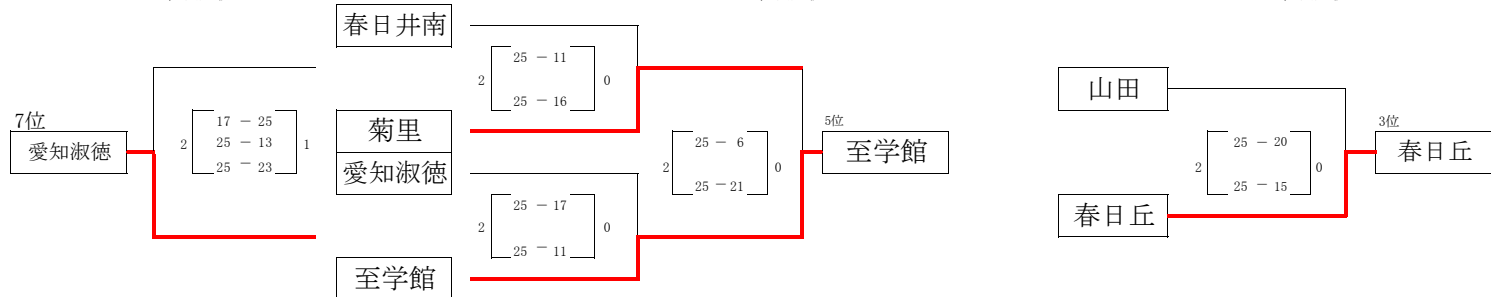 春日井南
25 － 11
2 0
25 － 16
菊里
愛知淑徳
25 － 17
2 0
25 － 11
至学館
7位
愛知淑徳
17 － 25
2 25 － 13 1
25 － 23
5位
至学館
25 － 6
2 0
25 －21
山田
3位
春日丘
25 － 20
2 0
25 － 15
春日丘